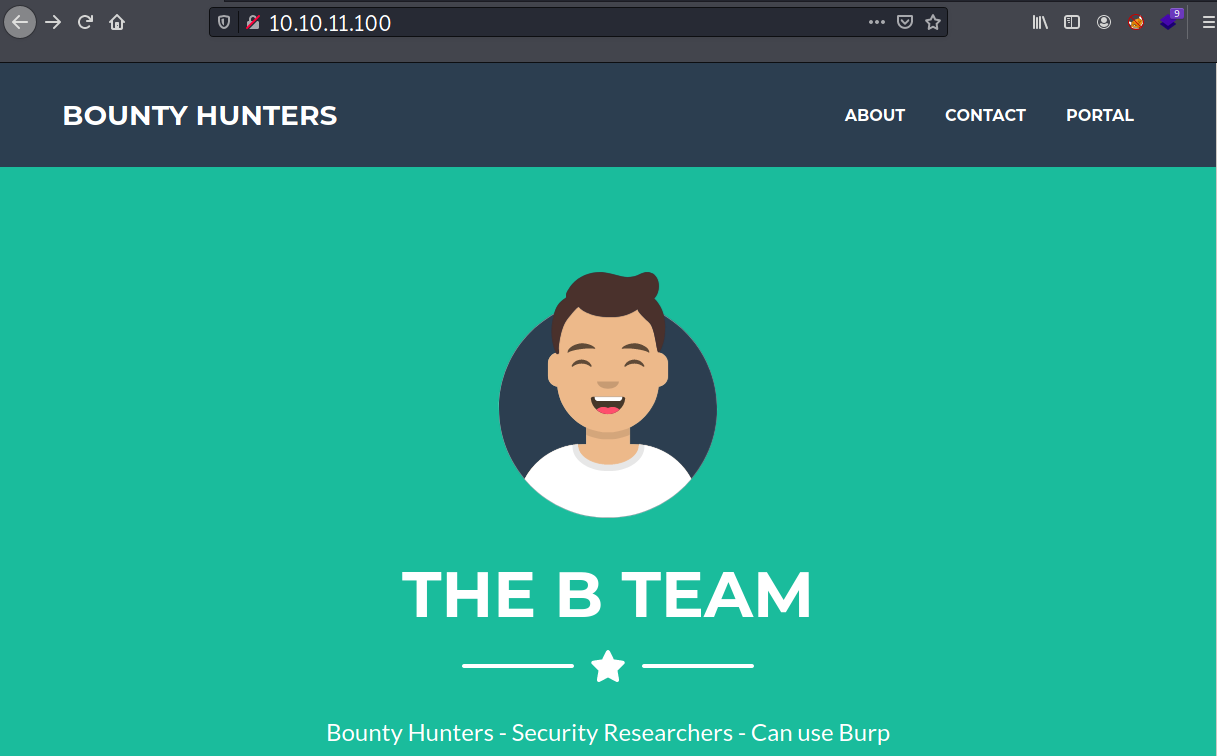 10.10.11.100
9
BOUNTY HUNTERS
ABOUT
CONTACT
PORTAL
THE B TEAM
Bounty Hunters - Security Researchers - Can use Burp